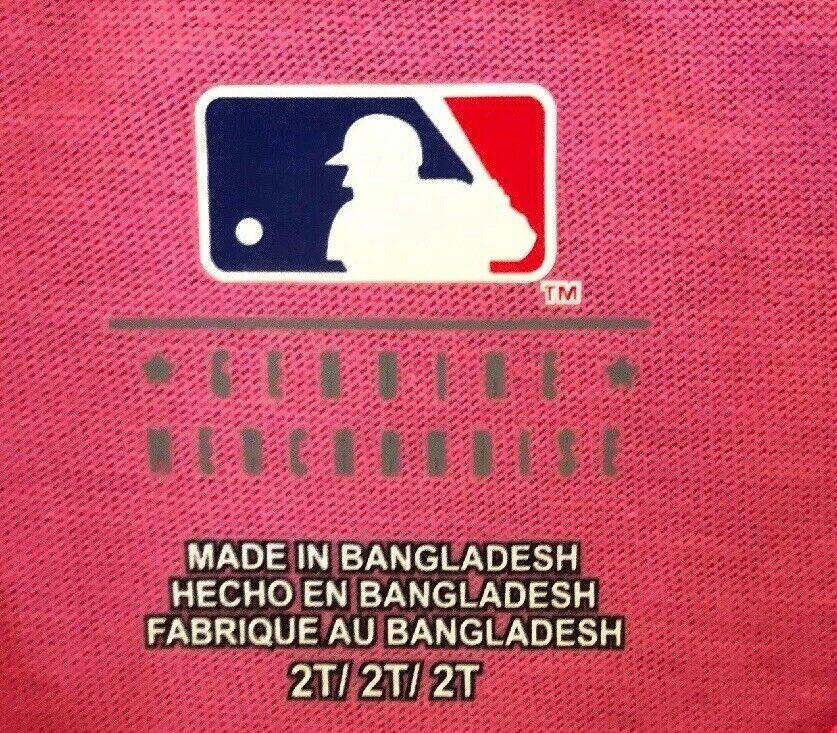 TM
★ GENUINE ★
MERCHANDISE
MADE IN BANGLADESH
HECHO EN BANGLADESH
FABRIQUE AU BANGLADESH
2T/ 2T/ 2T